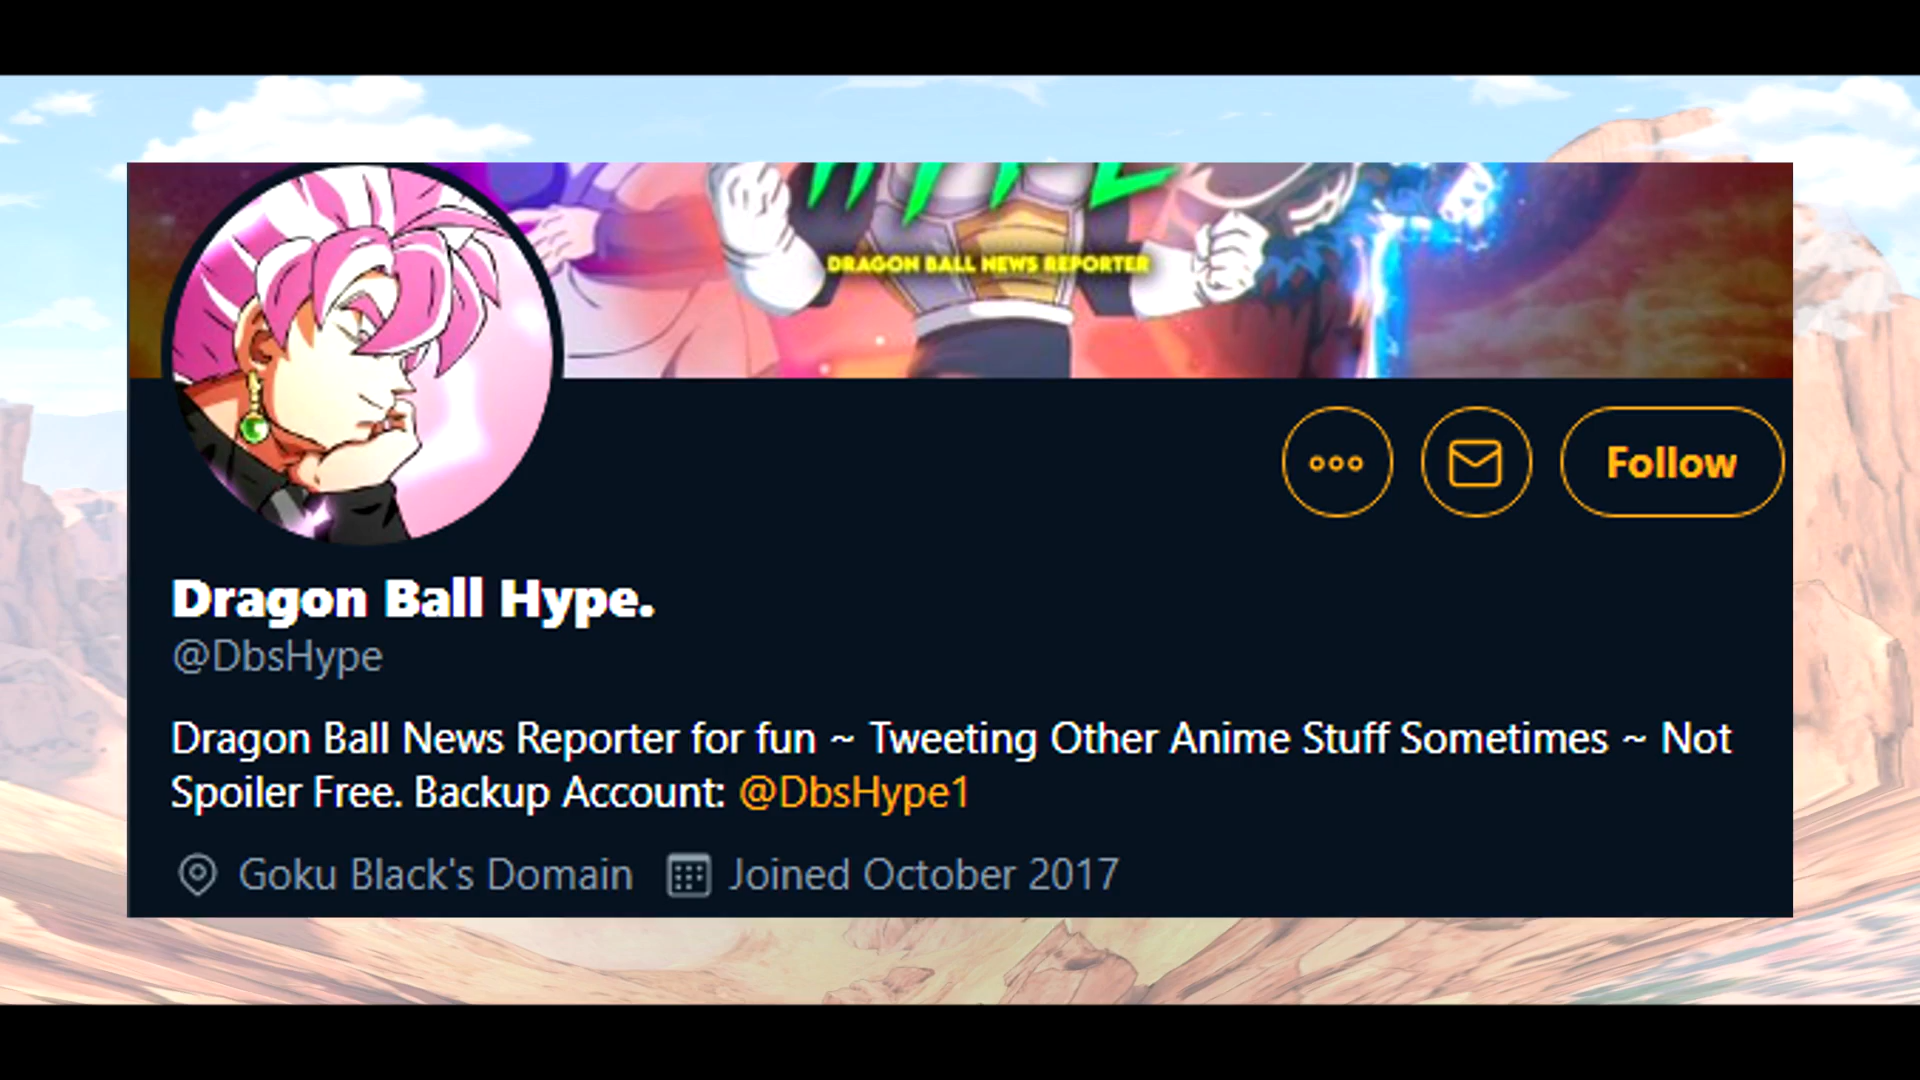 HYPE
DRAGON BALL NEWS REPORTER
Follow
Dragon Ball Hype.
@DbsHype
Dragon Ball News Reporter for fun ~ Tweeting Other Anime Stuff Sometimes ~ Not
Spoiler Free. Backup Account: @DbsHype1
Goku Black's Domain Joined October 2017